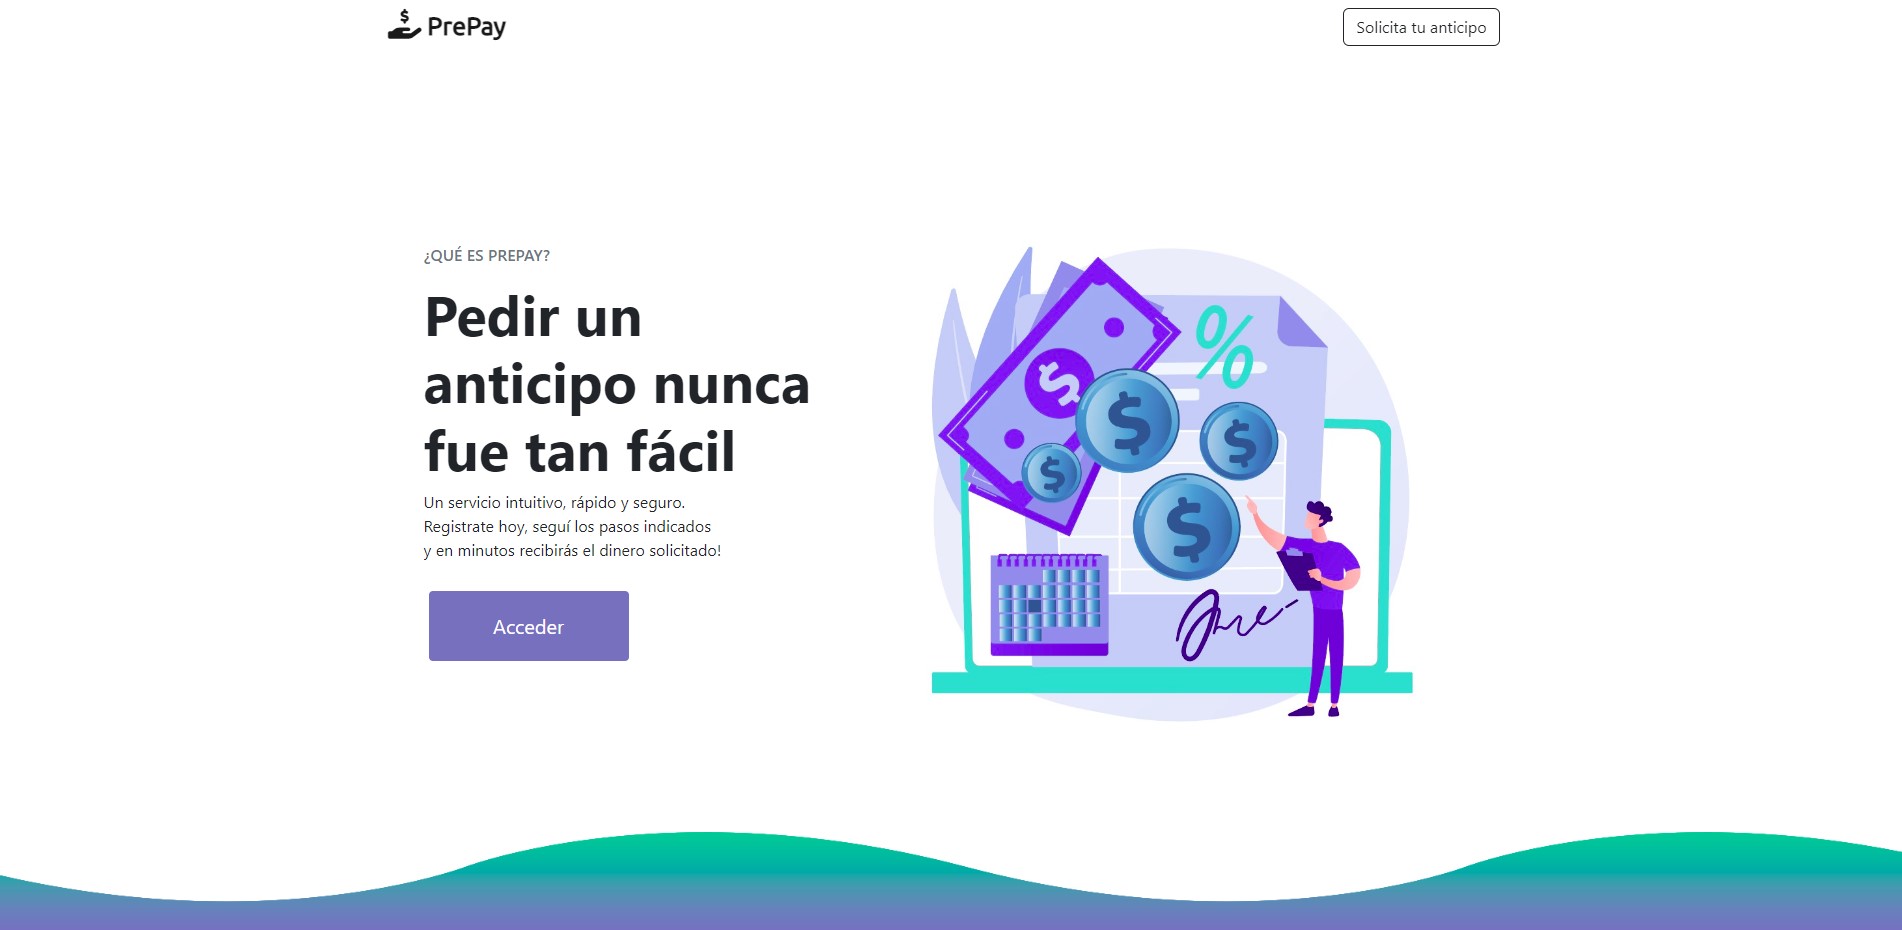 PrePay
Solicita tu anticipo
¿QUÉ ES PREPAY?
Pedir un
anticipo nunca
fue tan fácil
Un servicio intuitivo, rápido y seguro.
Registrate hoy, seguí los pasos indicados
y en minutos recibirás el dinero solicitado!
Acceder
%
$
$
$
$
$